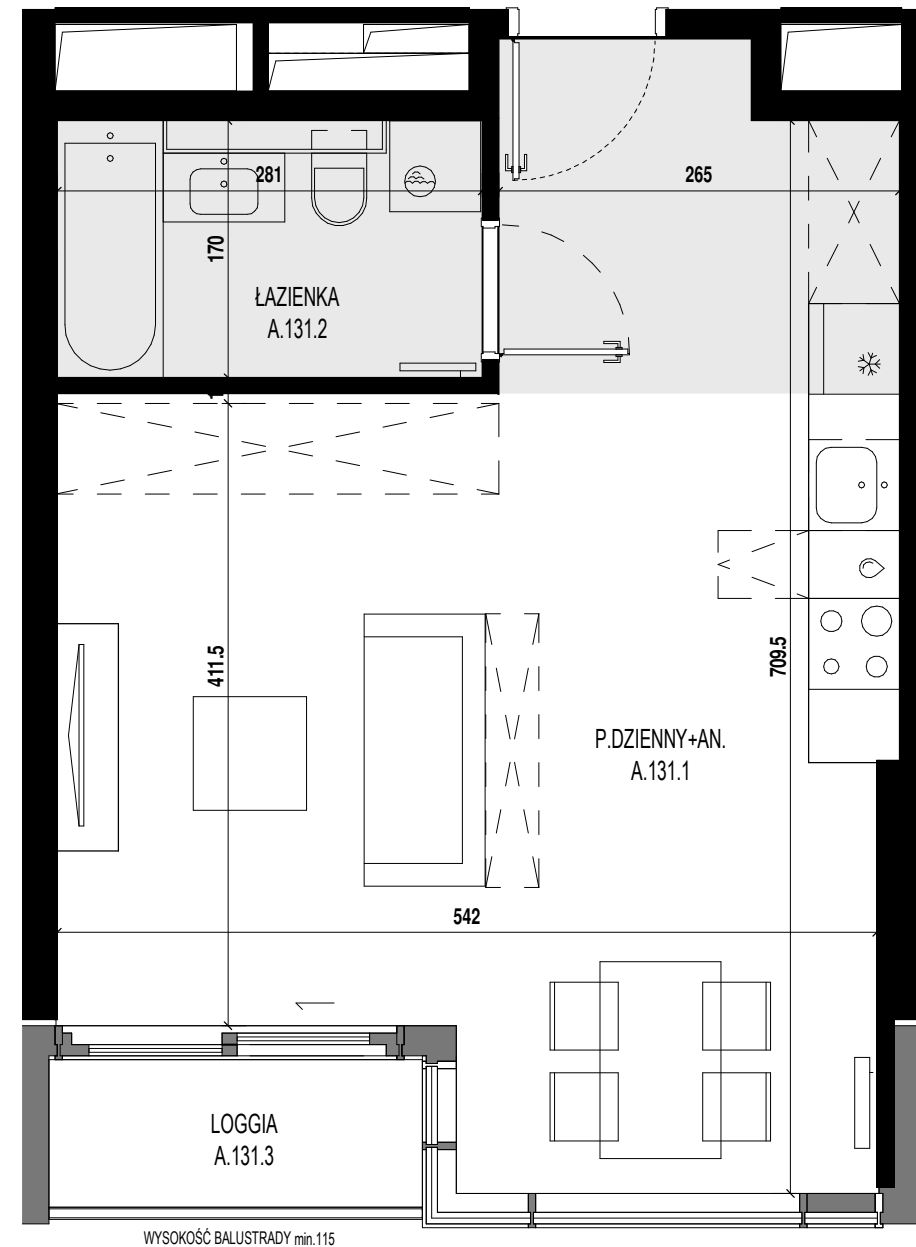 281
265
170
ŁAZIENKA
A.131.2
411.5
709.5
P.DZIENNY+AN.
A.131.1
542
LOGGIA
A.131.3
WYSOKOŚĆ BALUSTRADY min.115